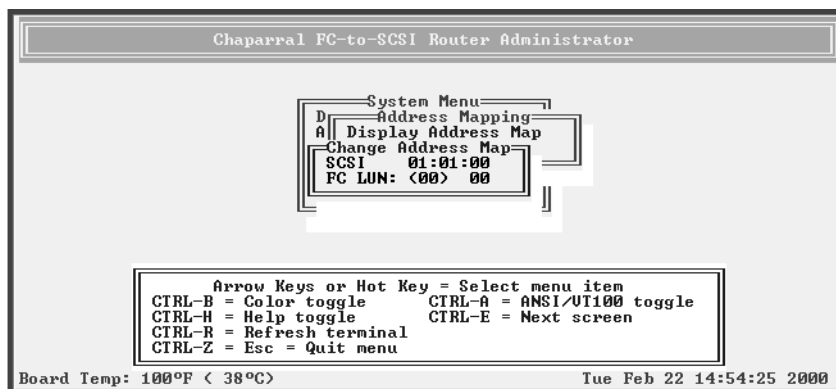 Chaparral FC-to-SCSI Router Administrator
System Menu
D Address Mapping
A Display Address Map
Change Address Map
SCSI 01:01:00
FC LUN: (00) 00
Arrow Keys or Hot Key = Select menu item
CTRL-B = Color toggle CTRL-A = ANSI/VT100 toggle
CTRL-H = Help toggle CTRL-E = Next screen
CTRL-R = Refresh terminal
CTRL-Z = Esc = Quit menu
Board Temp: 100ºF ( 38ºC) Tue Feb 22 14:54:25 2000